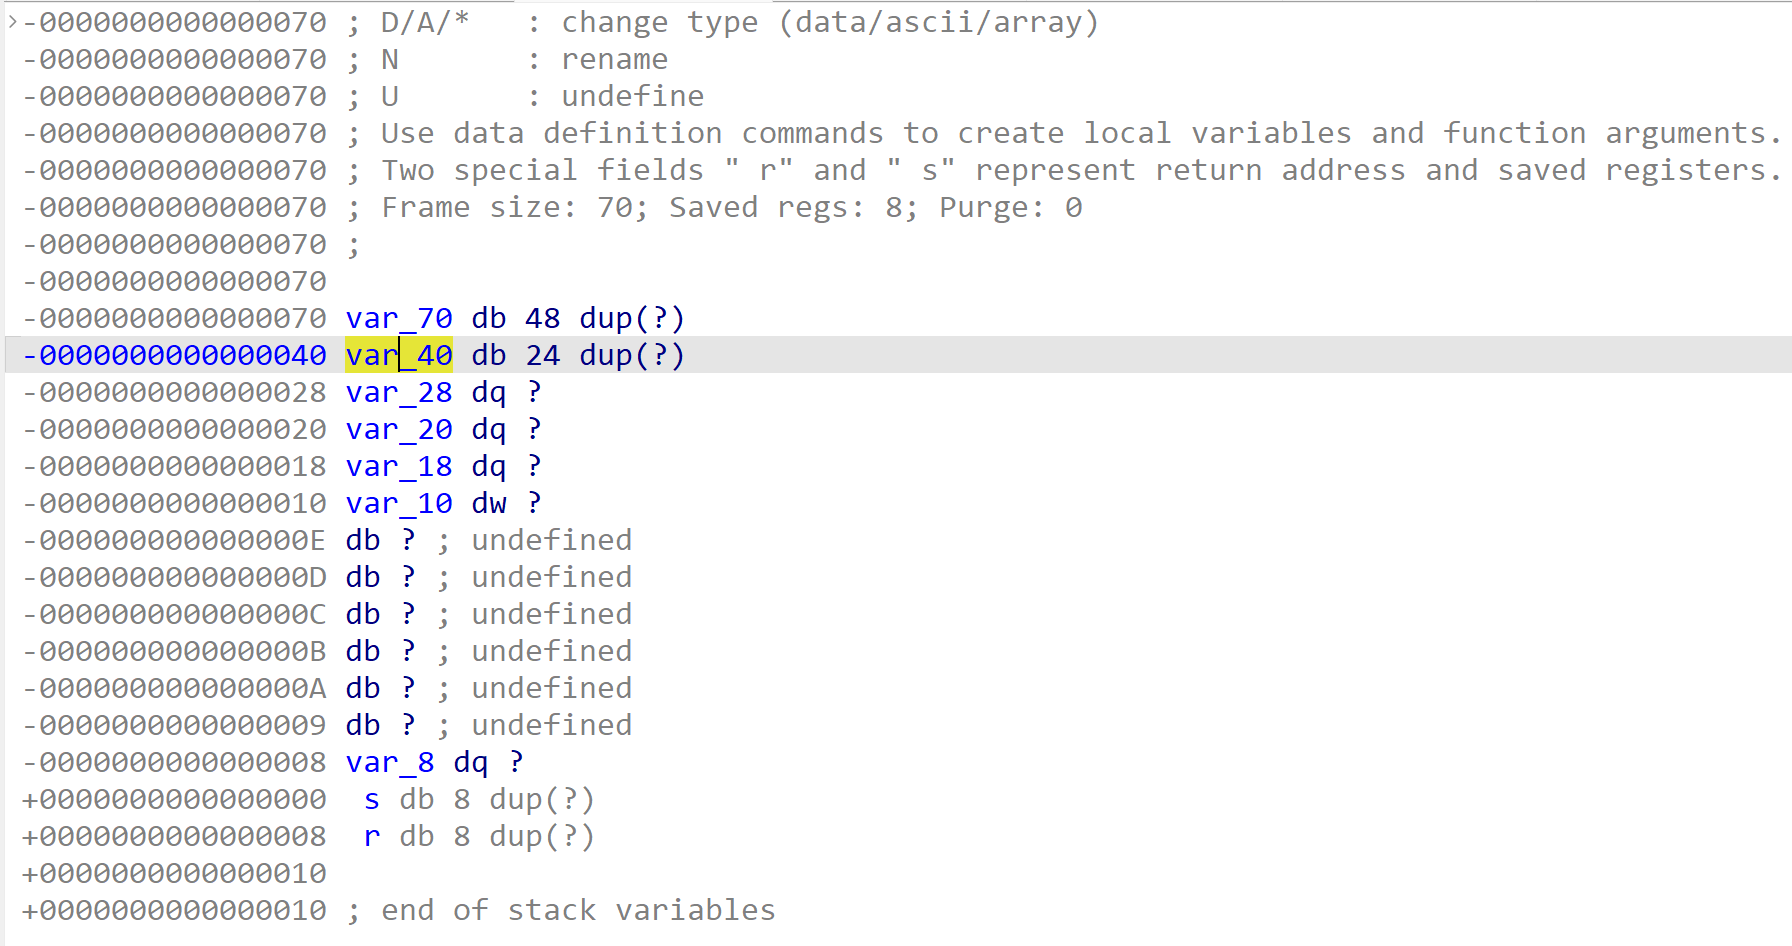 -0000000000000070 ; D/A/*   : change type (data/ascii/array)
-0000000000000070 ; N       : rename
-0000000000000070 ; U       : undefine
-0000000000000070 ; Use data definition commands to create local variables and function arguments.
-0000000000000070 ; Two special fields " r" and " s" represent return address and saved registers.
-0000000000000070 ; Frame size: 70; Saved regs: 8; Purge: 0
-0000000000000070 ;
-0000000000000070
-0000000000000070 var_70 db 48 dup(?)
-0000000000000040 var_40 db 24 dup(?)
-0000000000000028 var_28 dq ?
-0000000000000020 var_20 dq ?
-0000000000000018 var_18 dq ?
-0000000000000010 var_10 dw ?
-000000000000000E db ? ; undefined
-000000000000000D db ? ; undefined
-000000000000000C db ? ; undefined
-000000000000000B db ? ; undefined
-000000000000000A db ? ; undefined
-0000000000000009 db ? ; undefined
-0000000000000008 var_8 dq ?
+0000000000000000  s db 8 dup(?)
+0000000000000008  r db 8 dup(?)
+0000000000000010
+0000000000000010 ; end of stack variables